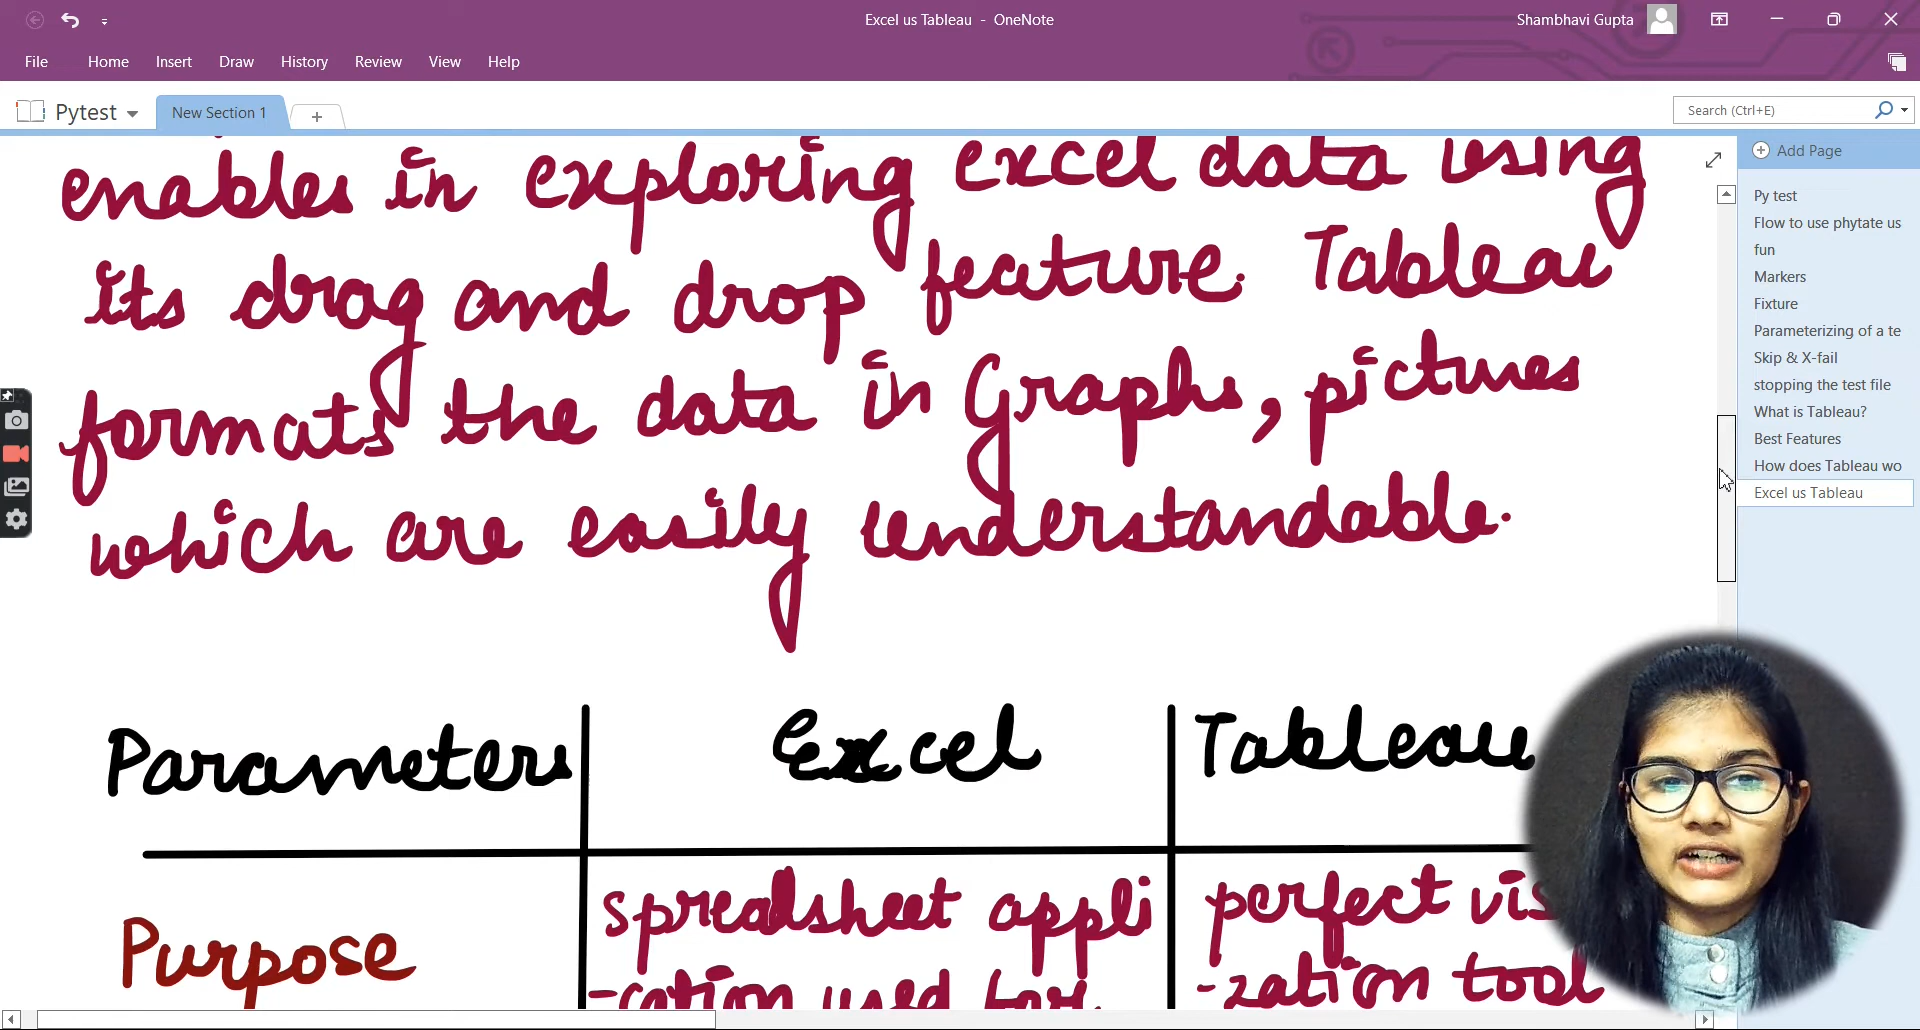 Excel us Tableau - OneNote
Shambhavi Gupta
File Home Insert Draw History Review View Help
Pytest
New Section 1
Search (Ctrl+E)
Add Page
Py test
Flow to use phytate us
fun
Markers
Fixture
Parameterizing of a te
Skip & X-fail
stopping the test file
What is Tableau?
Best Features
How does Tableau wo
Excel us Tableau
enables in exploring excel data using
its drag and drop feature. Tableau
formats the data in Graphs, pictures
which are easily understandable.
Parameters Excel Tableau
Purpose
spreadsheet appli
-cation used for
perfect vis
-zation tool